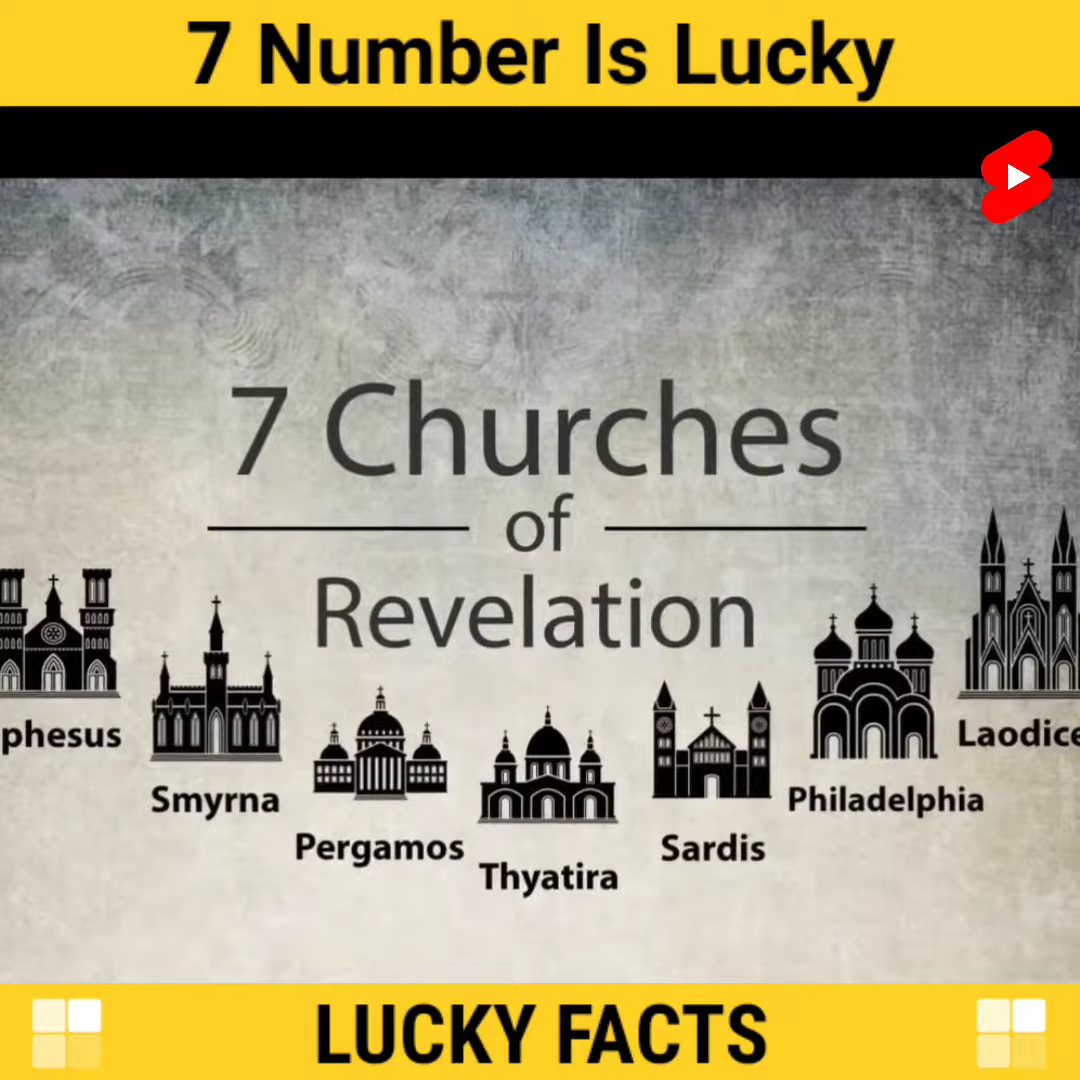 7 Number Is Lucky
7 Churches
of
Revelation
phesus
Smyrna
Pergamos
Thyatira
Sardis
Philadelphia
Laodice
LUCKY FACTS